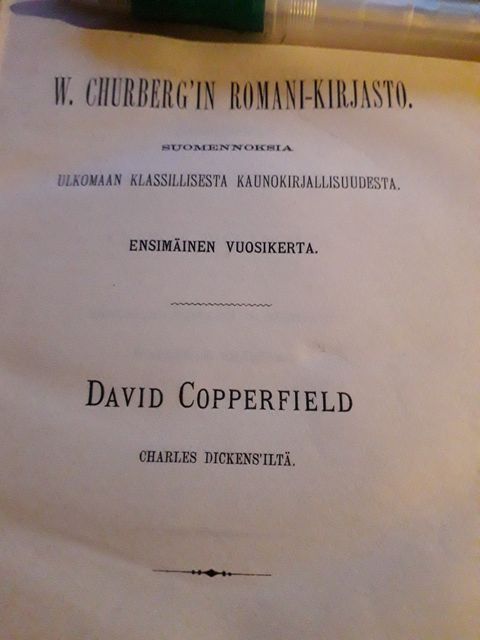 W. CHURBERG'IN ROMANI-KIRJASTO.
SUOMENNOKSIA
ULKOMAAN KLASSILLISESTA KAUNOKIRJALLISUUDESTA.
ENSIMÄINEN VUOSIKERTA.
DAVID COPPERFIELD
CHARLES DICKENS'ILTÄ.